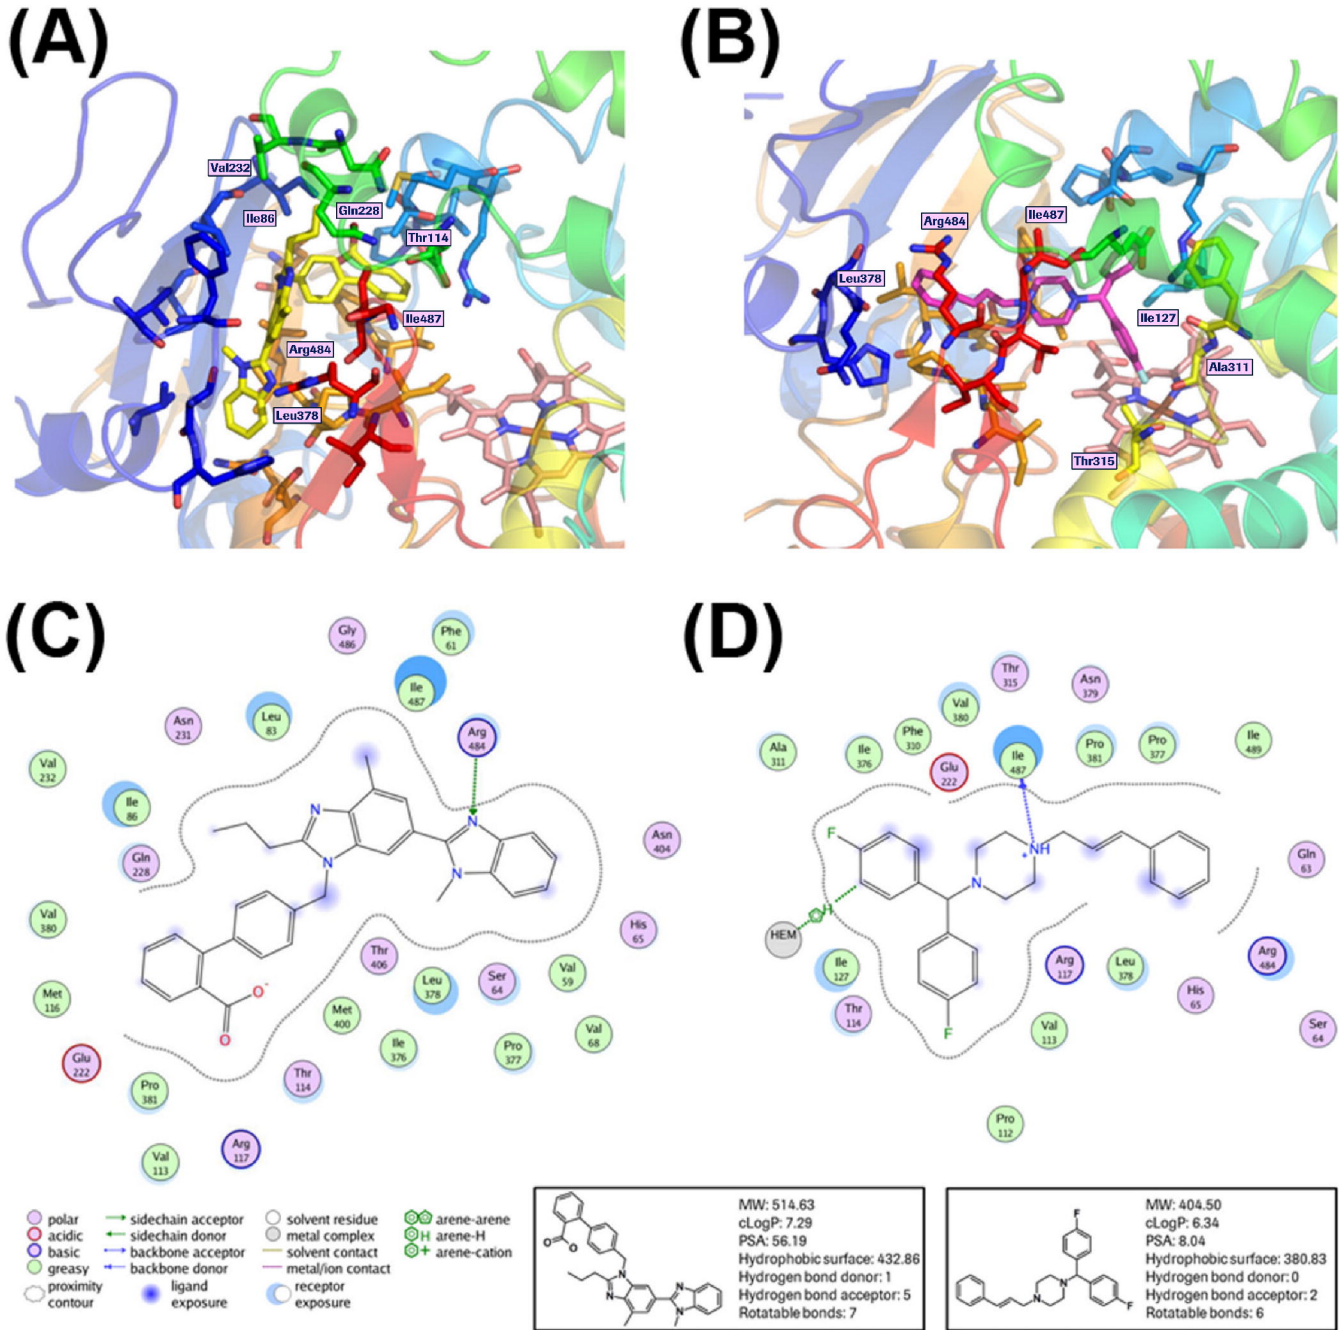 (A)
Val232
Ile86
Gln228
Thr114
Ile487
Arg484
Leu378
(B)
Arg484
Ile487
Leu378
Ile127
Ala311
Thr315
(C)
Gly
486
Phe
61
Ile
487
Leu
83
Asn
231
Arg
484
Val
232
Ile
86
Gln
228
N
N
N
N
Asn
404
Val
380
His
65
Thr
406
Leu
378
Ser
64
Val
59
O-
O
Met
116
Met
400
Ile
376
Pro
377
Val
68
Glu
222
Pro
381
Thr
114
Arg
117
Val
113
(D)
Thr
315
Asn
379
Val
380
Phe
310
Ile
376
Ala
311
Glu
222
Ile
487
Pro
381
Pro
377
Ile
489
F
NH
N
Gln
63
H
HEM
Ile
127
Thr
114
Arg
117
Leu
378
Arg
484
His
65
Ser
64
F
Val
113
Pro
112
polar
acidic
basic
greasy
proximity
contour
sidechain acceptor
sidechain donor
backbone acceptor
backbone donor
ligand
exposure
solvent residue
metal complex
solvent contact
metal/ion contact
receptor
exposure
arene-arene
H arene-H
+ arene-cation
O O
N
N
N
N
MW: 514.63
cLogP: 7.29
PSA: 56.19
Hydrophobic surface: 432.86
Hydrogen bond donor: 1
Hydrogen bond acceptor: 5
Rotatable bonds: 7
F
N
N
F
MW: 404.50
cLogP: 6.34
PSA: 8.04
Hydrophobic surface: 380.83
Hydrogen bond donor: 0
Hydrogen bond acceptor: 2
Rotatable bonds: 6